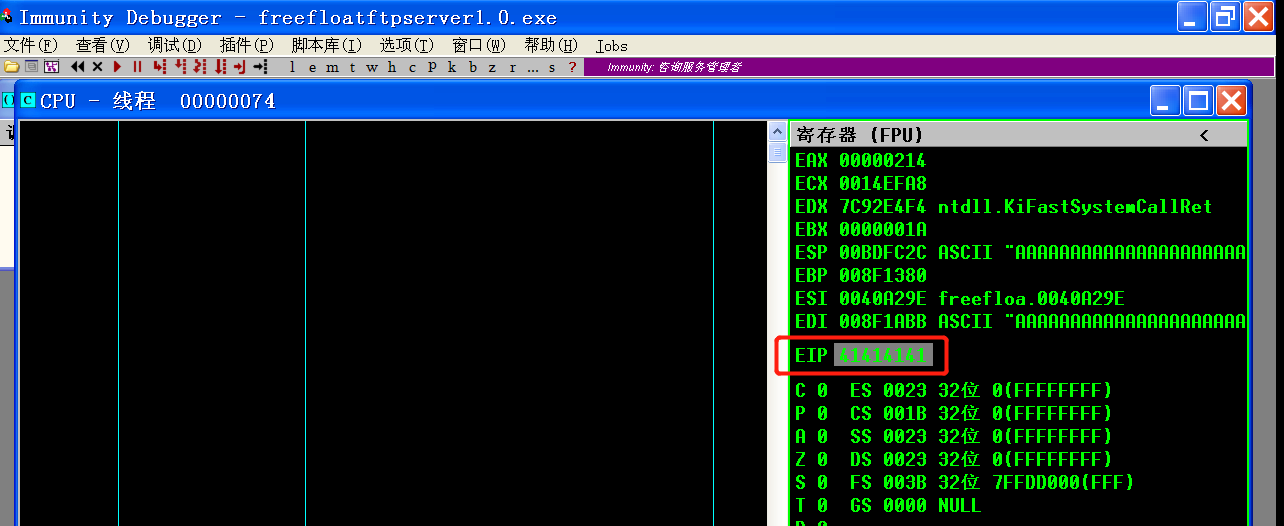 Immunity Debugger - freefloatftpserver1.0.exe
文件(F) 查看(V) 调试(D) 插件(P) 脚本库(I) 选项(T) 窗口(W) 帮助(H) Jobs
l e m t w h c P k b z r ... s ? Immunity: 咨询服务管理者
CPU - 线程 00000074
寄存器 (FPU) <
EAX 00000214
ECX 0014EFA8
EDX 7C92E4F4 ntdll.KiFastSystemCallRet
EBX 0000001A
ESP 00BDFC2C ASCII "AAAAAAAAAAAAAAAAAAAAA
EBP 008F1380
ESI 0040A29E freefloa.0040A29E
EDI 008F1ABB ASCII "AAAAAAAAAAAAAAAAAAAAA
EIP 41414141
C 0 ES 0023 32位 0(FFFFFFFF)
P 0 CS 001B 32位 0(FFFFFFFF)
A 0 SS 0023 32位 0(FFFFFFFF)
Z 0 DS 0023 32位 0(FFFFFFFF)
S 0 FS 003B 32位 7FFDD000(FFF)
T 0 GS 0000 NULL